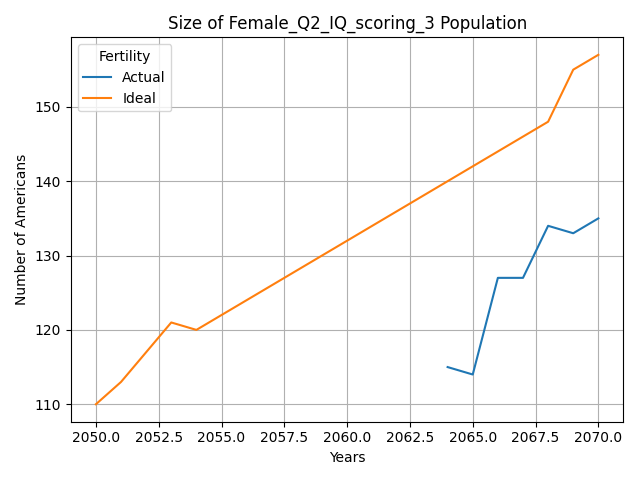 Size of Female_Q2_IQ_scoring_3 Population
Fertility
Actual
Ideal
Number of Americans
150
140
130
120
110
2050.0 2052.5 2055.0 2057.5 2060.0 2062.5 2065.0 2067.5 2070.0
Years